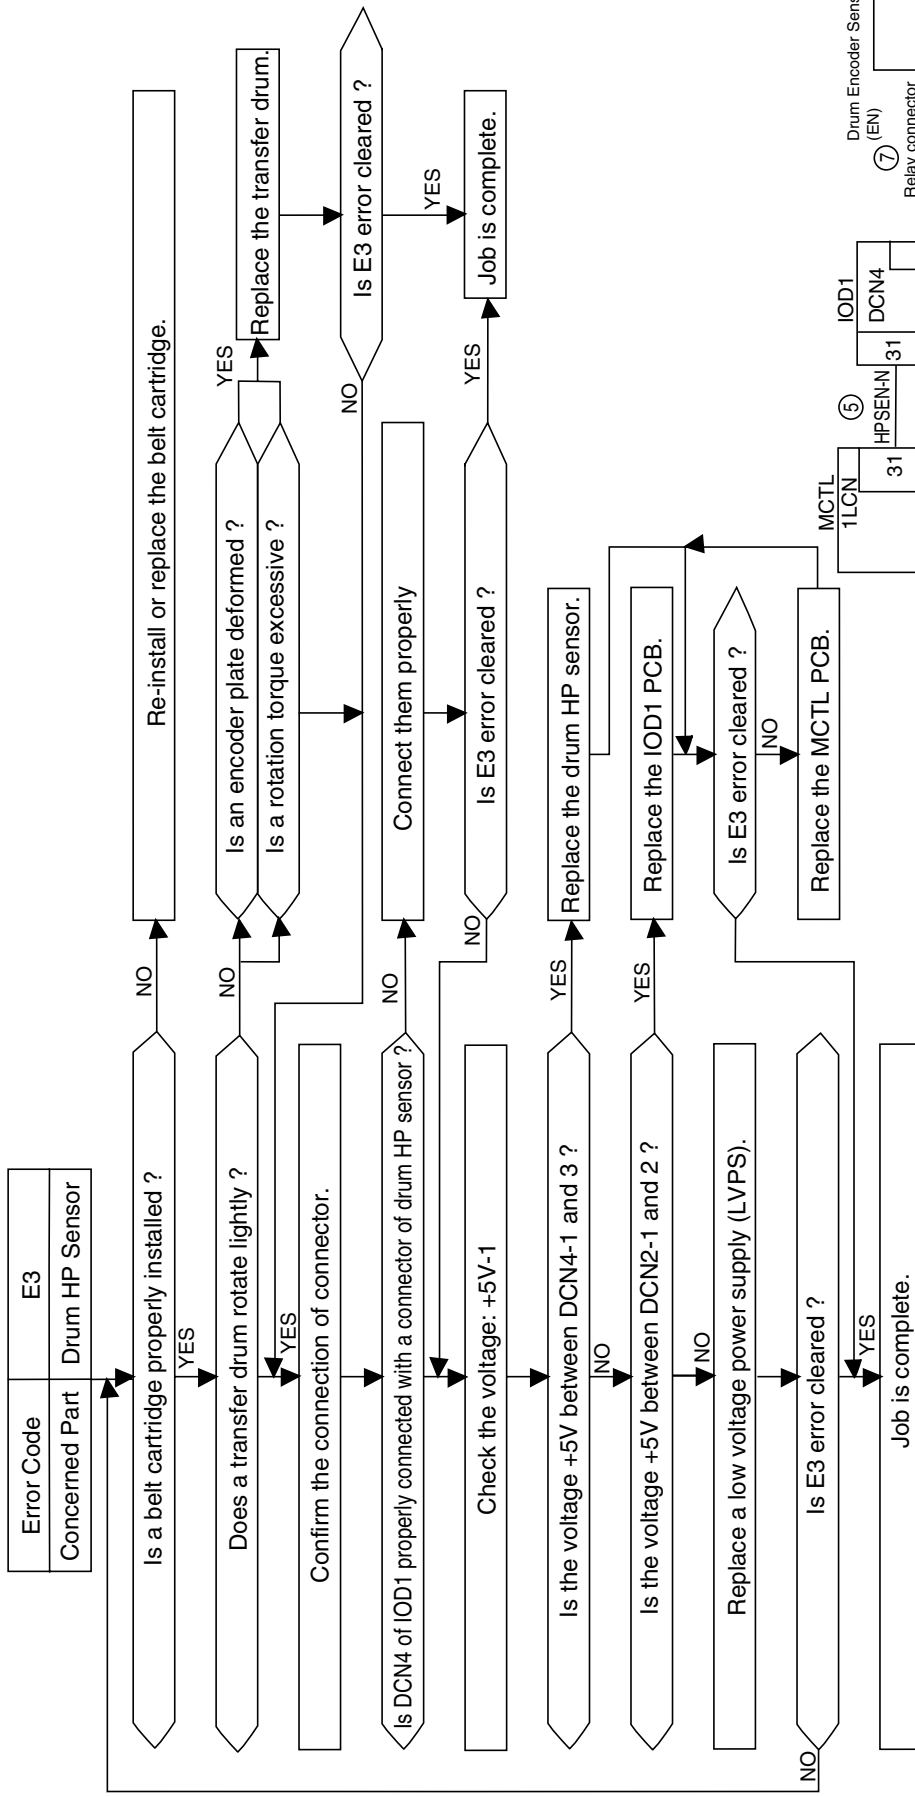 Error Code E3
Concerned Part Drum HP Sensor
Is a belt cartridge properly installed ?
NO
Re-install or replace the belt cartridge.
YES
Does a transfer drum rotate lightly ?
NO
Is an encoder plate deformed ?
Is a rotation torque excessive ?
YES
Replace the transfer drum.
YES
Confirm the connection of connector.
NO
Is E3 error cleared ?
YES
Is DCN4 of IOD1 properly connected with a connector of drum HP sensor ?
NO
Connect them properly
Check the voltage: +5V-1
NO
Is E3 error cleared ?
YES
Job is complete.
Is the voltage +5V between DCN4-1 and 3 ?
YES
Replace the drum HP sensor.
NO
Is the voltage +5V between DCN2-1 and 2 ?
YES
Replace the IOD1 PCB.
NO
Replace a low voltage power supply (LVPS).
Is E3 error cleared ?
NO
Is E3 error cleared ?
NO
Replace the MCTL PCB.
YES
Job is complete.
MCTL
1LCN
31
5
HPSEN-N
31
IOD1
DCN4
Drum Encoder Sens
(EN)
7
Relay connector